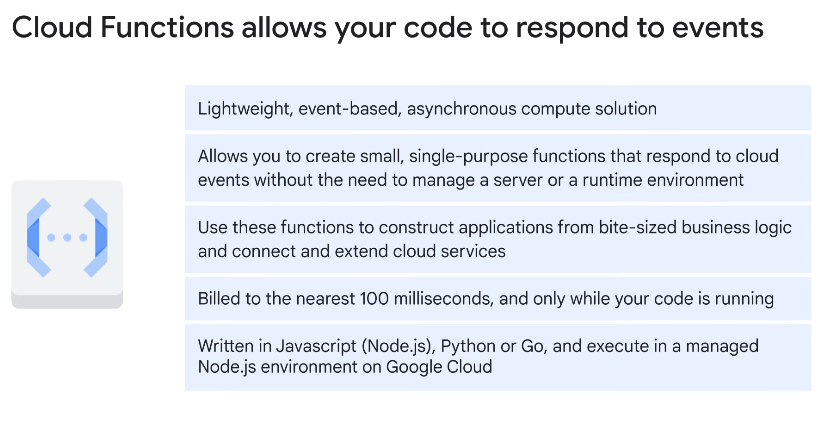 Cloud Functions allows your code to respond to events
Lightweight, event-based, asynchronous compute solution
Allows you to create small, single-purpose functions that respond to cloud
events without the need to manage a server or a runtime environment
Use these functions to construct applications from bite-sized business logic
and connect and extend cloud services
Billed to the nearest 100 milliseconds, and only while your code is running
Written in Javascript (Node.js), Python or Go, and execute in a managed
Node.js environment on Google Cloud